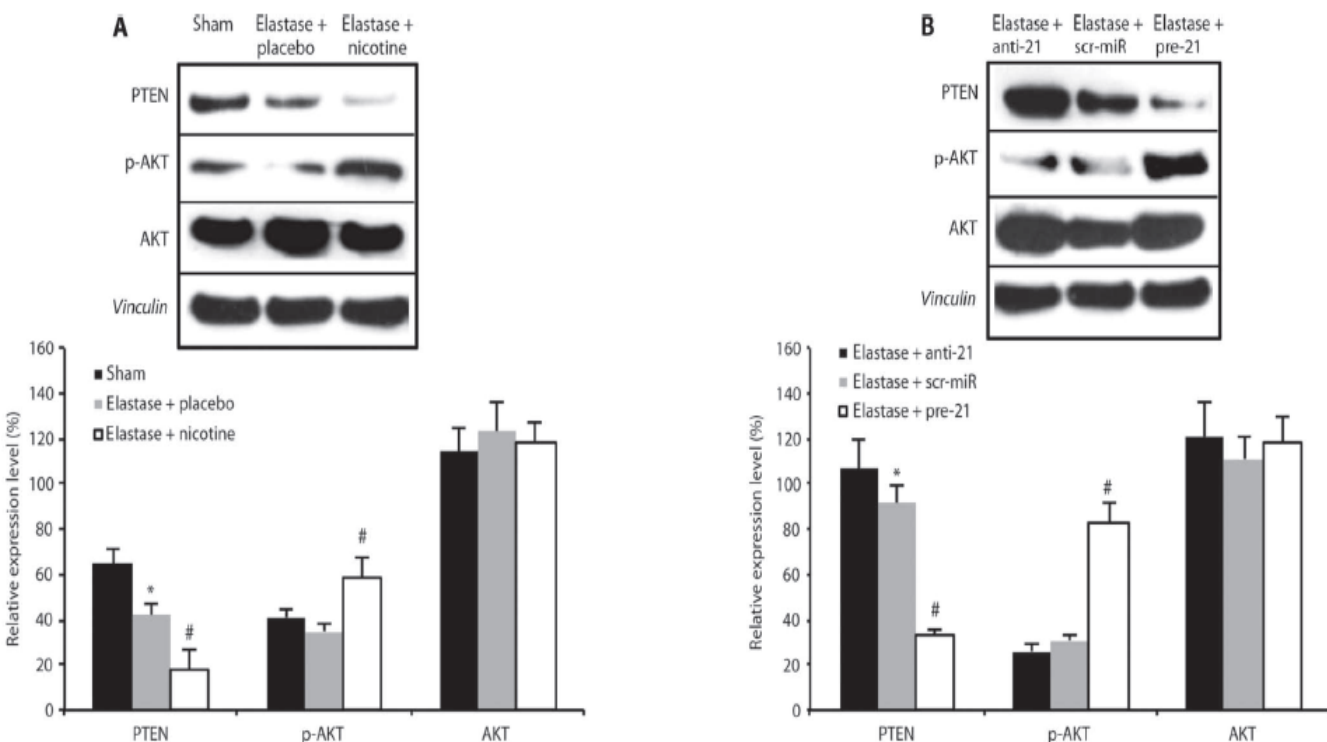 A
Sham
Elastase +
placebo
Elastase +
nicotine
PTEN
p-AKT
AKT
Vinculin
160
140
120
100
80
60
40
20
0
Relative expression level (%)
Sham
Elastase + placebo
Elastase + nicotine
*
#
#
PTEN
p-AKT
AKT
B
Elastase +
anti-21
Elastase +
scr-miR
Elastase +
pre-21
PTEN
p-AKT
AKT
Vinculin
160
140
120
100
80
60
40
20
0
Relative expression level (%)
Elastase + anti-21
Elastase + scr-miR
Elastase + pre-21
*
#
#
PTEN
p-AKT
AKT